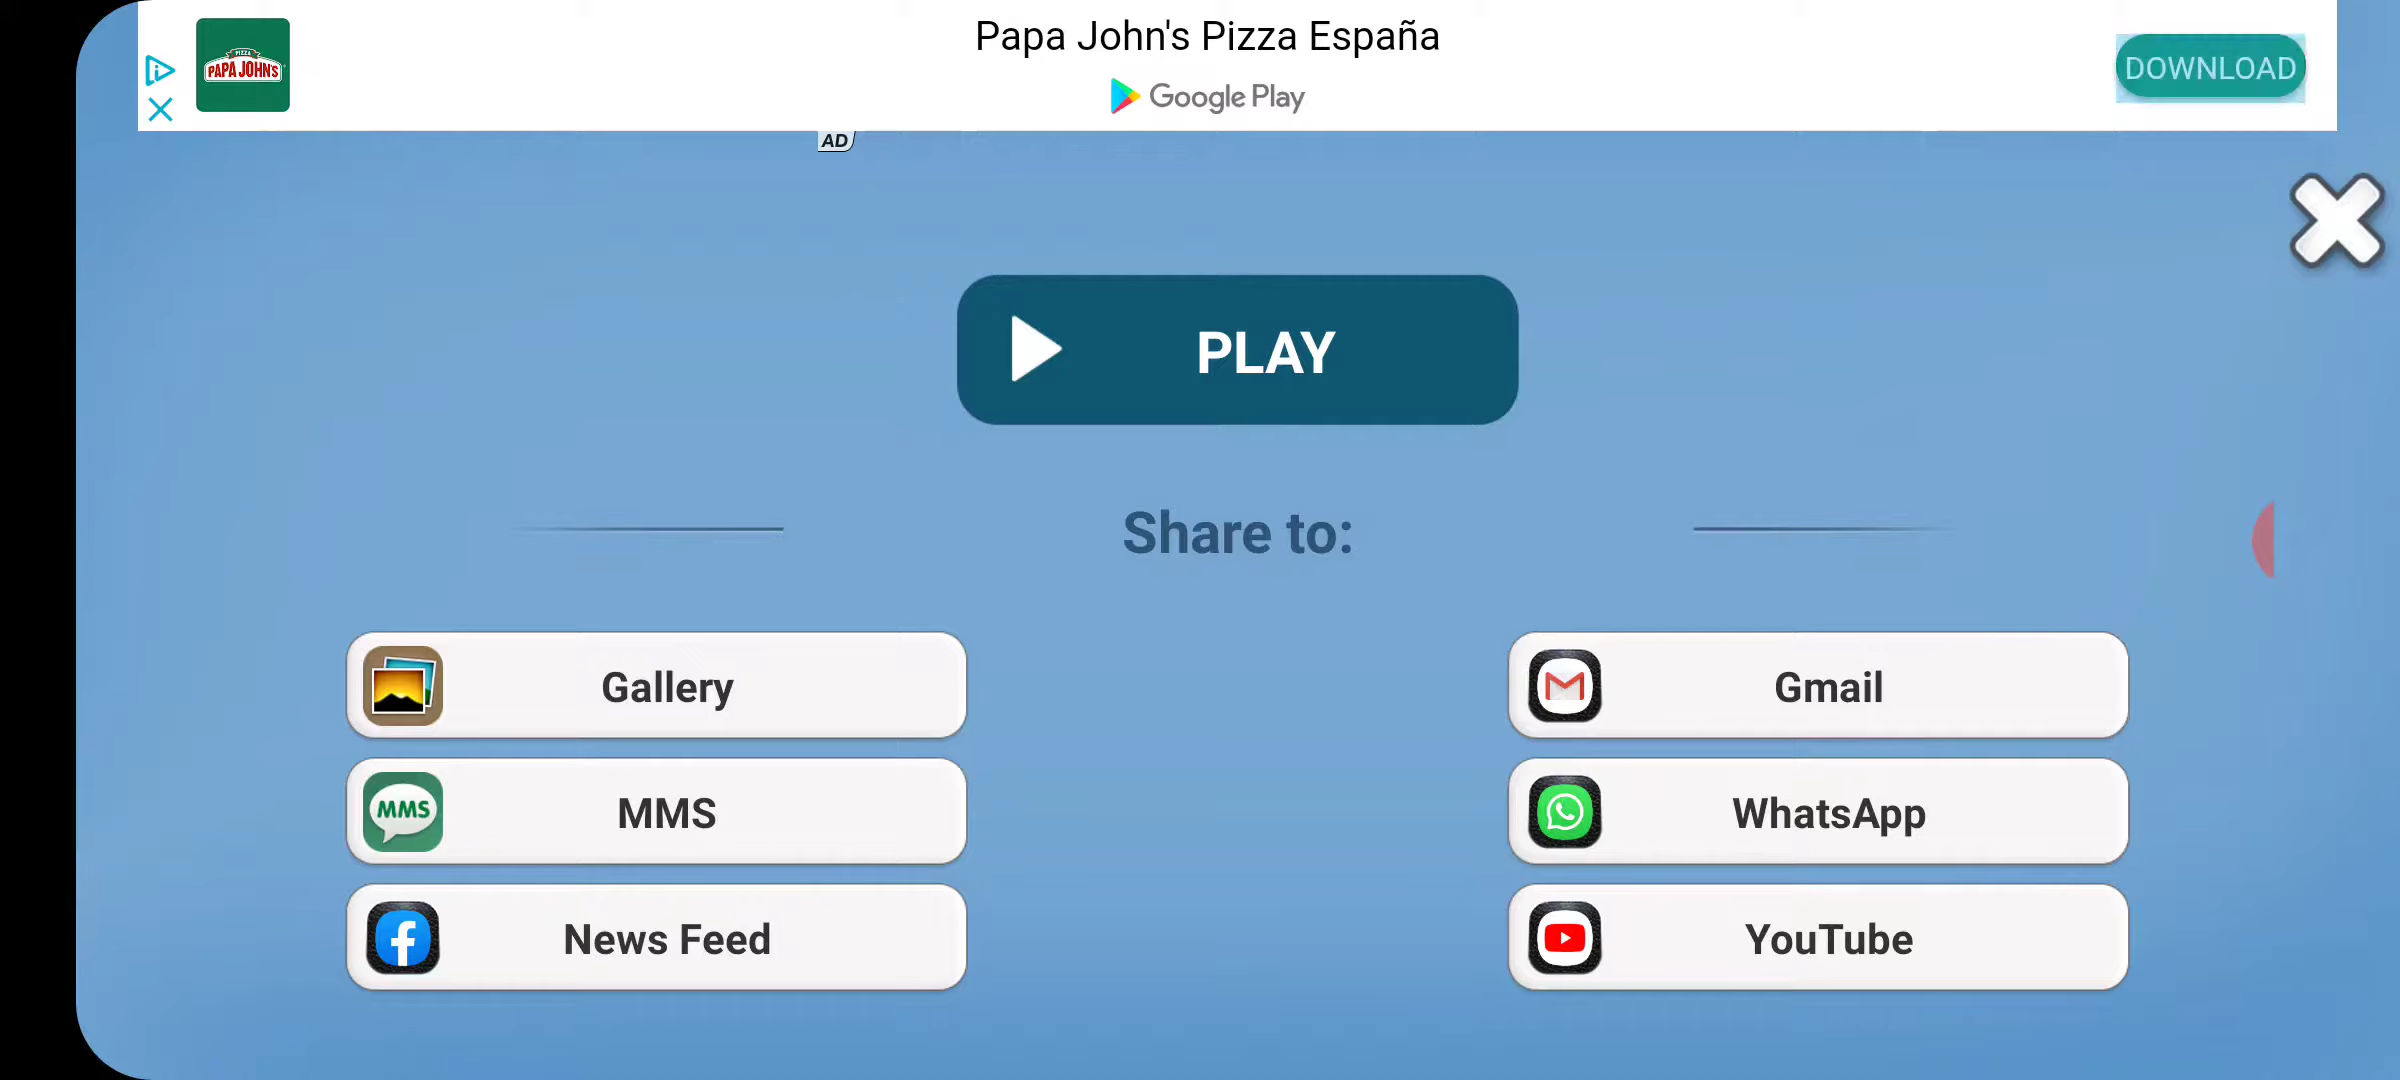 Papa John's Pizza España
PIZZA
PAPA JOHN'S
Google Play
DOWNLOAD
AD
PLAY
Share to:
Gallery
Gmail
MMS
MMS
WhatsApp
News Feed
YouTube